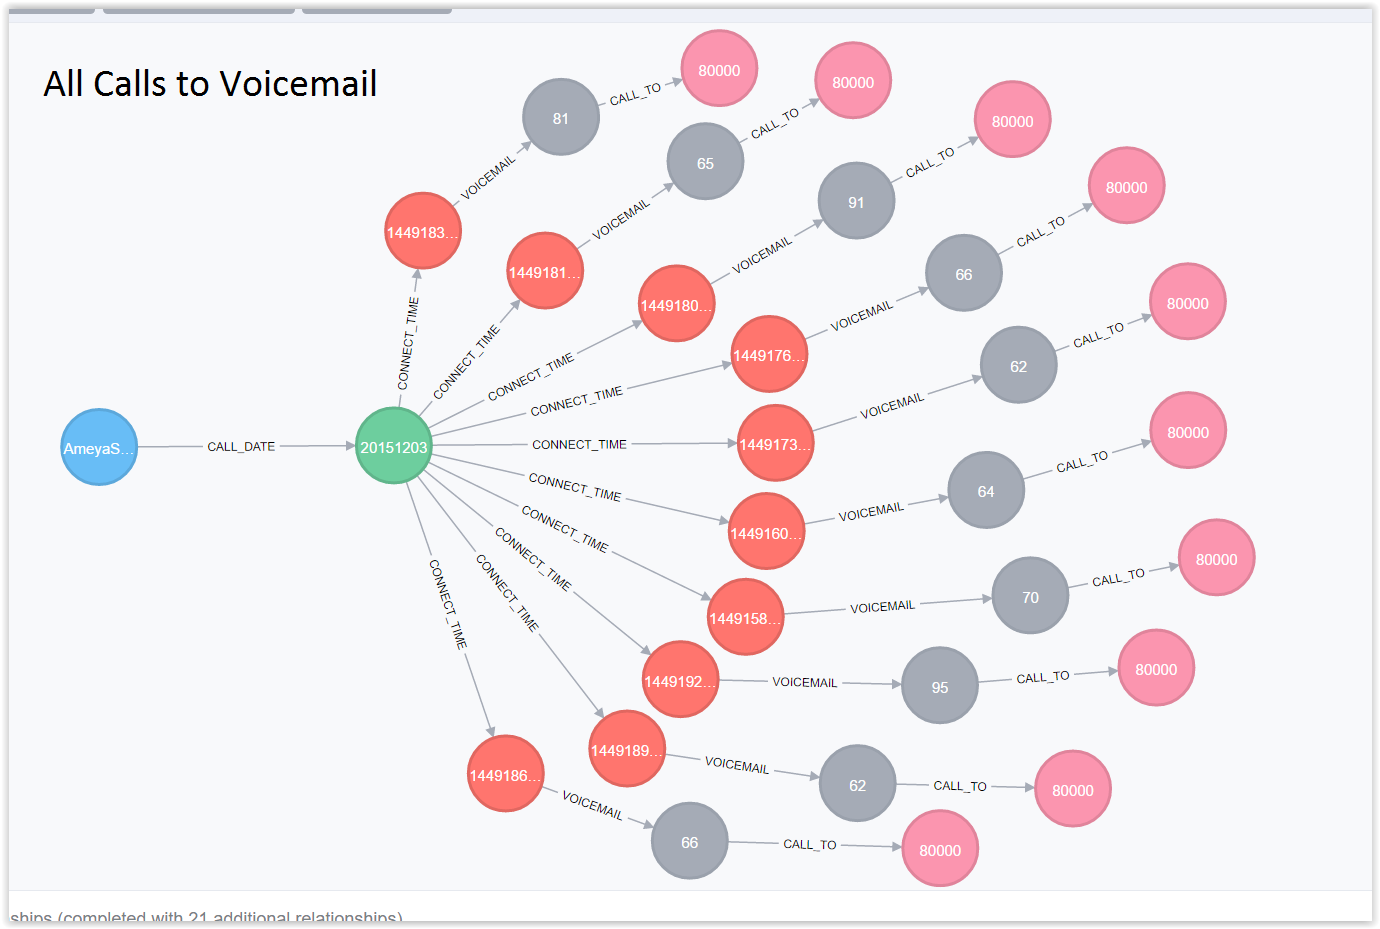 All Calls to Voicemail
AmeyaS...
CALL_DATE
20151203
CONNECT_TIME
1449183...
VOICEMAIL
81
CALL_TO
80000
CONNECT_TIME
1449181...
VOICEMAIL
65
CALL_TO
80000
CONNECT_TIME
1449180...
VOICEMAIL
91
CALL_TO
80000
CONNECT_TIME
1449176...
VOICEMAIL
66
CALL_TO
80000
CONNECT_TIME
1449173...
VOICEMAIL
62
CALL_TO
80000
CONNECT_TIME
1449160...
VOICEMAIL
64
CALL_TO
80000
CONNECT_TIME
1449158...
VOICEMAIL
70
CALL_TO
80000
CONNECT_TIME
1449192...
VOICEMAIL
95
CALL_TO
80000
CONNECT_TIME
1449189...
VOICEMAIL
62
CALL_TO
80000
CONNECT_TIME
1449186...
VOICEMAIL
66
CALL_TO
80000
ships (completed with 21 additional relationships)